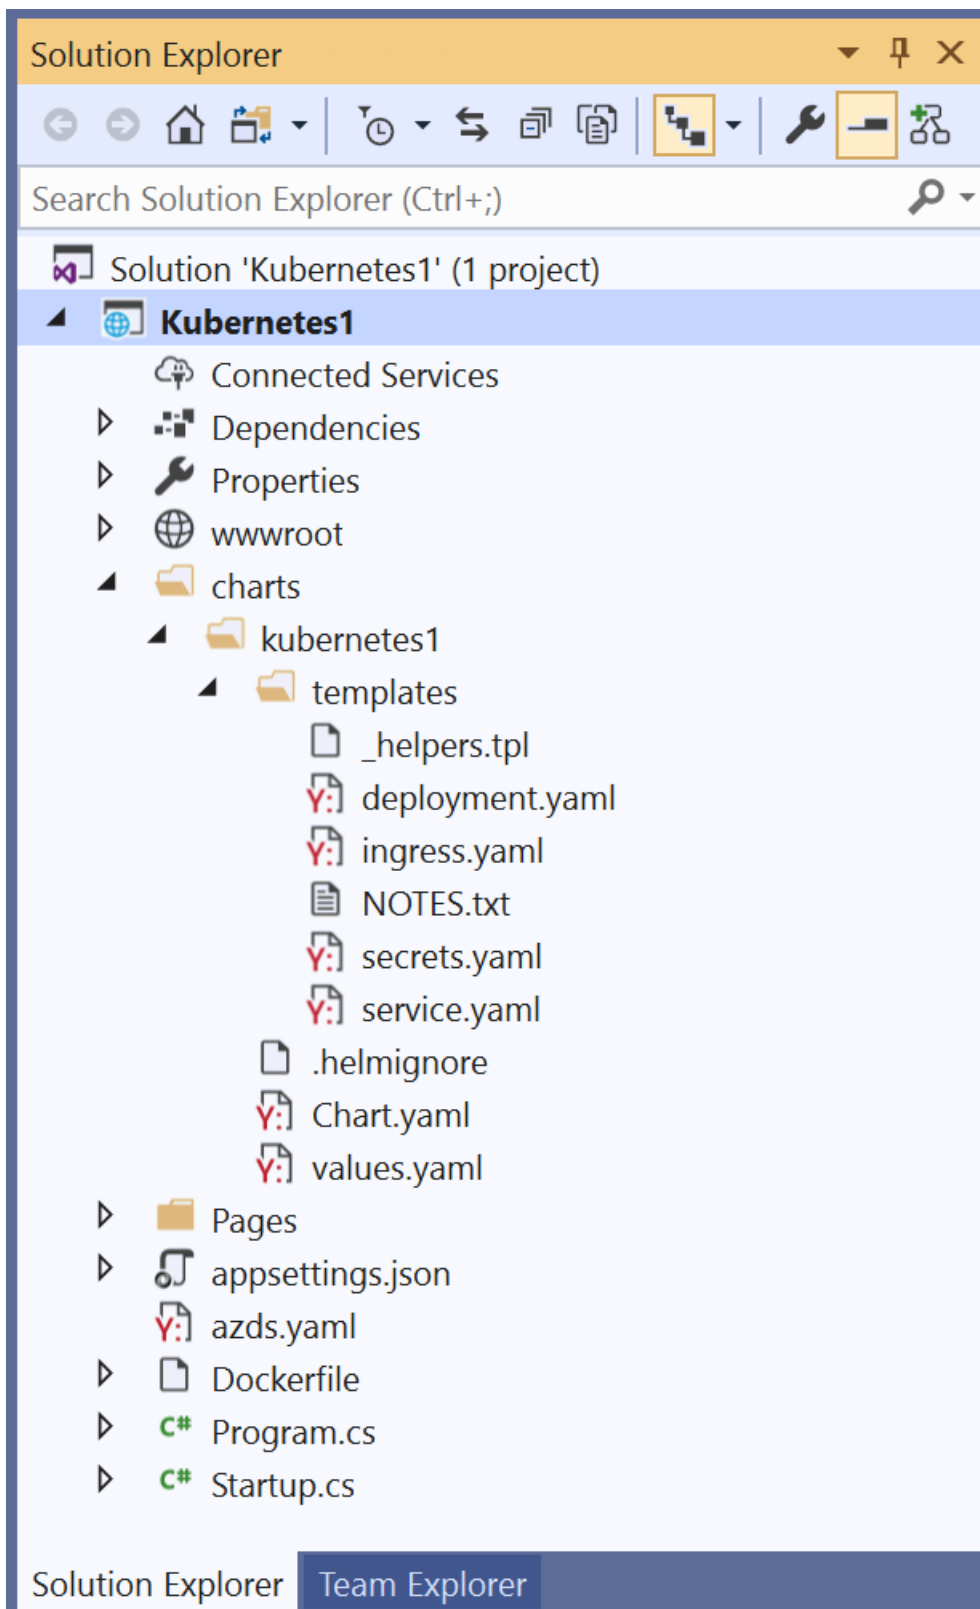 Solution Explorer
Search Solution Explorer (Ctrl+;)
Solution 'Kubernetes1' (1 project)
Kubernetes1
Connected Services
Dependencies
Properties
wwwroot
charts
kubernetes1
templates
_helpers.tpl
deployment.yaml
ingress.yaml
NOTES.txt
secrets.yaml
service.yaml
.helmignore
Chart.yaml
values.yaml
Pages
appsettings.json
azds.yaml
Dockerfile
C# Program.cs
C# Startup.cs
Solution Explorer Team Explorer